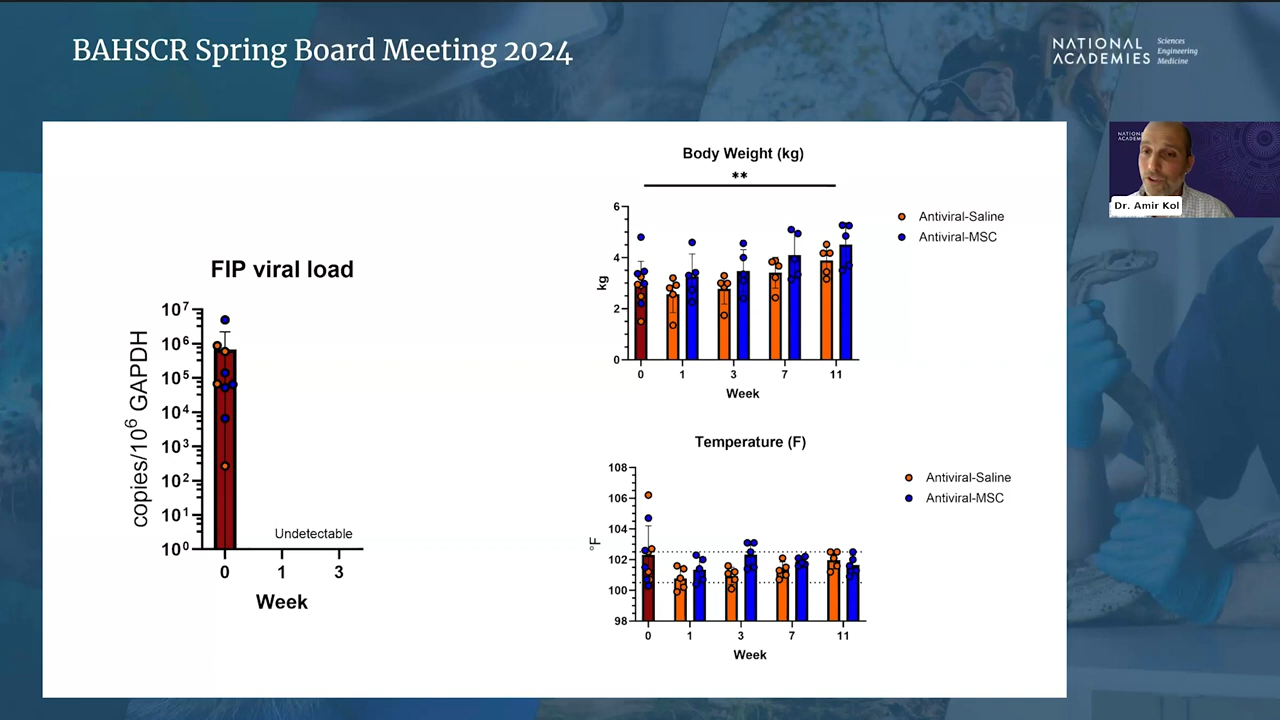 BAHSCR Spring Board Meeting 2024
NATIONAL ACADEMIES
Sciences
Engineering
Medicine
NATIONAL
ACADEM
Dr. Amir Kol
FIP viral load
copies/10⁶ GAPDH
10⁷
10⁶
10⁵
10⁴
10³
10²
10¹
10⁰
Undetectable
0 1 3
Week
Body Weight (kg)
**
kg
6
4
2
0
0 1 3 7 11
Week
Antiviral-Saline
Antiviral-MSC
Temperature (F)
°F
108
106
104
102
100
98
0 1 3 7 11
Week
Antiviral-Saline
Antiviral-MSC